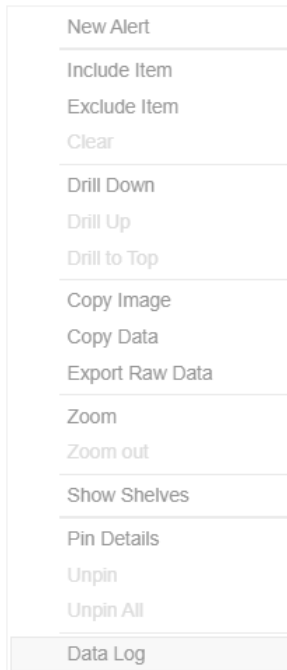 New Alert
Include Item
Exclude Item
Clear
Drill Down
Drill Up
Drill to Top
Copy Image
Copy Data
Export Raw Data
Zoom
Zoom out
Show Shelves
Pin Details
Unpin
Unpin All
Data Log